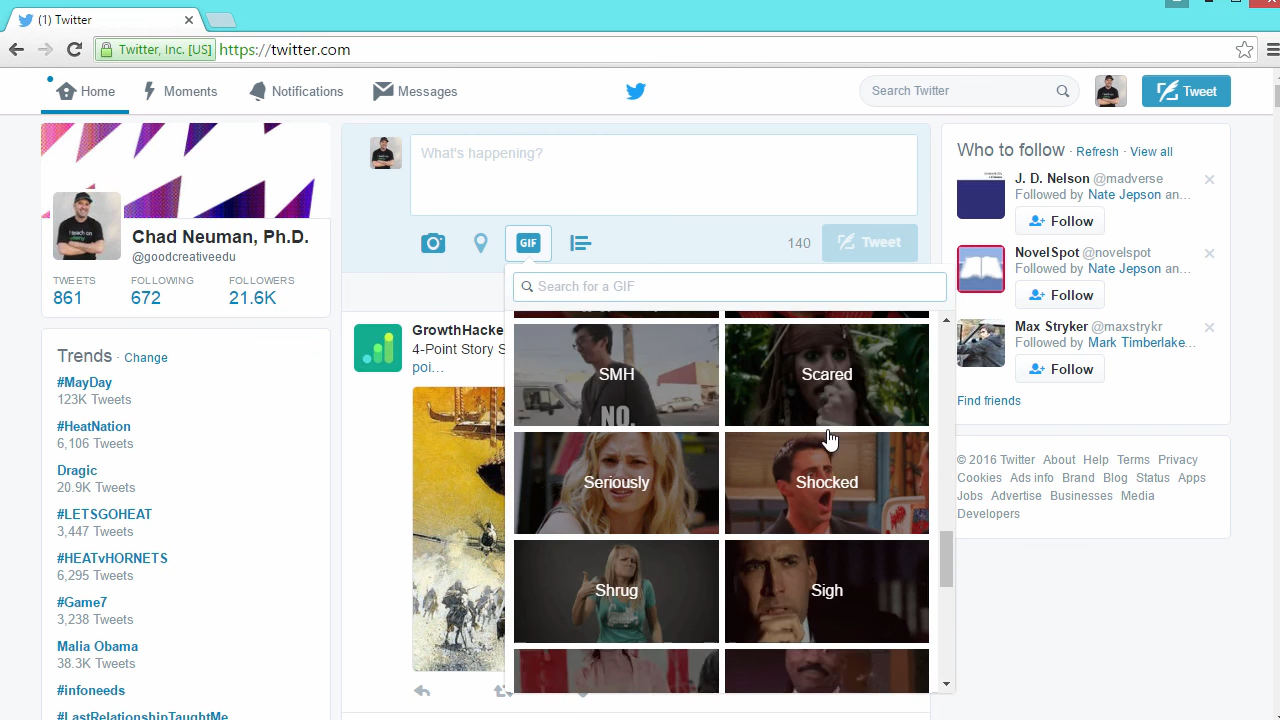 (1) Twitter
Twitter, Inc. [US]
https://twitter.com
Home
Moments
Notifications
Messages
Search Twitter
Tweet
Chad Neuman, Ph.D.
@goodcreativeedu
TWEETS
FOLLOWING
FOLLOWERS
861
672
21.6K
Trends · Change
#MayDay
123K Tweets
#HeatNation
6,106 Tweets
Dragic
20.9K Tweets
#LETSGOHEAT
3,447 Tweets
#HEATvHORNETS
6,295 Tweets
#Game7
3,238 Tweets
Malia Obama
38.3K Tweets
#infoneeds
#LastRelationshipTaughtMe
What's happening?
GIF
140
Tweet
Search for a GIF
GrowthHacke
4-Point Story S
poi...
SMH
NO.
Scared
Seriously
Shocked
Shrug
Sigh
Who to follow · Refresh · View all
J. D. Nelson @madverse
Followed by Nate Jepson an...
Follow
NovelSpot @novelspot
Followed by Nate Jepson and...
Follow
Max Stryker @maxstrykr
Followed by Mark Timberlake...
Follow
Find friends
© 2016 Twitter About Help Terms Privacy
Cookies Ads info Brand Blog Status Apps
Jobs Advertise Businesses Media
Developers